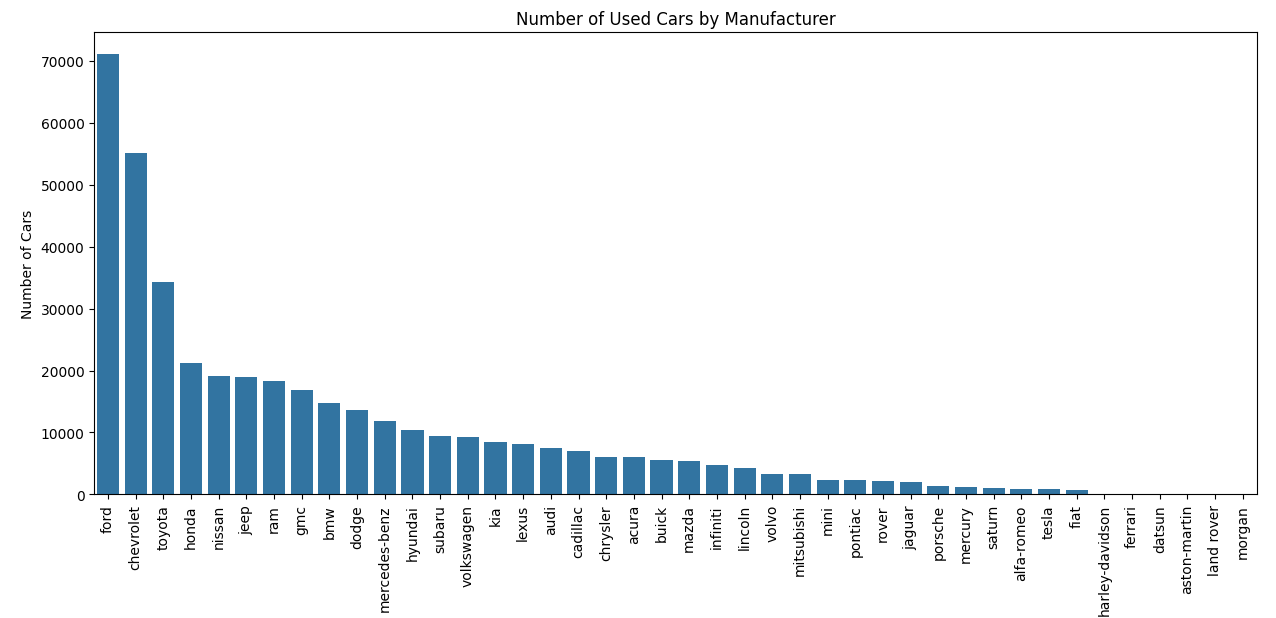 Number of Used Cars by Manufacturer
Number of Cars
70000
60000
50000
40000
30000
20000
10000
0
ford
chevrolet
toyota
honda
nissan
jeep
ram
gmc
bmw
dodge
mercedes-benz
hyundai
subaru
volkswagen
kia
lexus
audi
cadillac
chrysler
acura
buick
mazda
infiniti
lincoln
volvo
mitsubishi
mini
pontiac
rover
jaguar
porsche
mercury
saturn
alfa-romeo
tesla
fiat
harley-davidson
ferrari
datsun
aston-martin
land rover
morgan